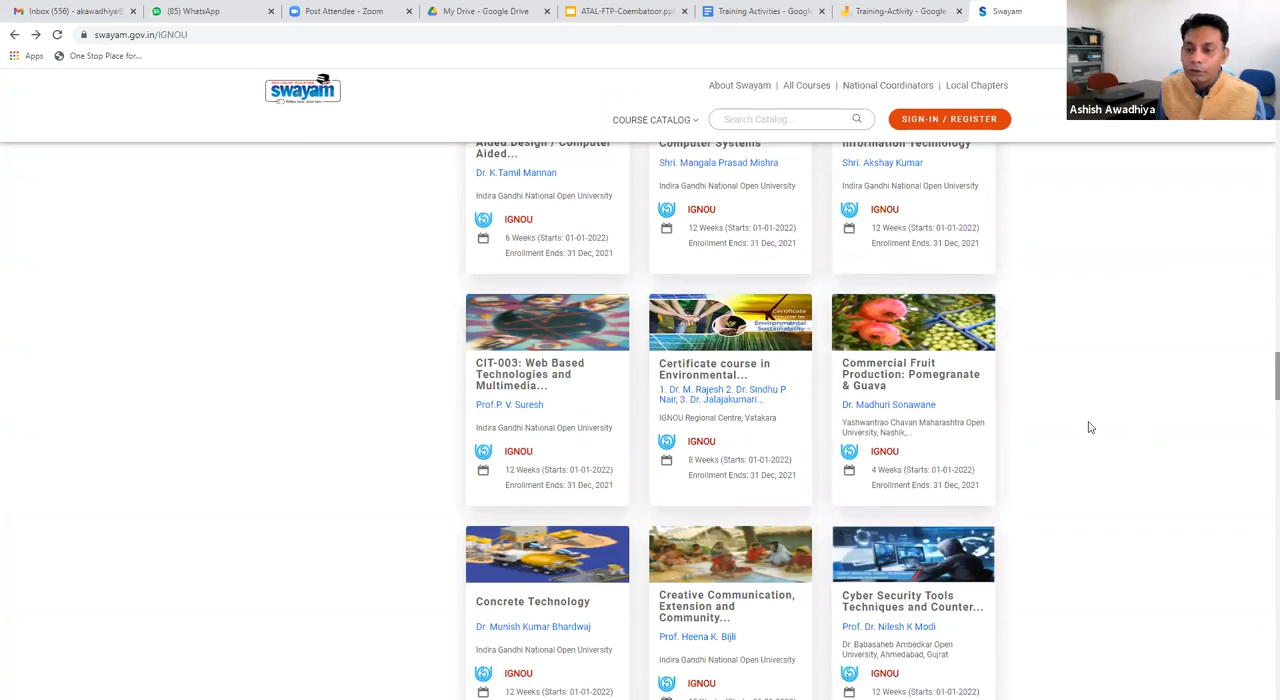 Inbox (556) - akawadhiya@
(85) WhatsApp
Post Attendee - Zoom
My Drive - Google Drive
ATAL-FTP-Coembatoor.pp
Training Activities - Googl
Training-Activity - Google
Swayam
swayam.gov.in/IGNOU
Apps
One Stop Place for...
swayam
About Swayam | All Courses | National Coordinators | Local Chapters
COURSE CATALOG
Search Catalog...
SIGN-IN / REGISTER
Ashish Awadhiya
Aided Design / Computer
Aided...
Dr. K.Tamil Mannan
Indira Gandhi National Open University
IGNOU
6 Weeks (Starts: 01-01-2022)
Enrollment Ends: 31 Dec, 2021
Computer Systems
Shri. Mangala Prasad Mishra
Indira Gandhi National Open University
IGNOU
12 Weeks (Starts: 01-01-2022)
Enrollment Ends: 31 Dec, 2021
Information Technology
Shri. Akshay Kumar
Indira Gandhi National Open University
IGNOU
12 Weeks (Starts: 01-01-2022)
Enrollment Ends: 31 Dec, 2021
CIT-003: Web Based
Technologies and
Multimedia...
Prof.P. V. Suresh
Indira Gandhi National Open University
IGNOU
12 Weeks (Starts: 01-01-2022)
Enrollment Ends: 31 Dec, 2021
Certificate
course in
Environmental
Sustainability
Certificate course in
Environmental...
1. Dr. M. Rajesh 2. Dr. Sindhu P
Nair, 3. Dr. Jalajakumari...
IGNOU Regional Centre, Vatakara
IGNOU
8 Weeks (Starts: 01-01-2022)
Enrollment Ends: 31 Dec, 2021
Commercial Fruit
Production: Pomegranate
& Guava
Dr. Madhuri Sonawane
Yashwantrao Chavan Maharashtra Open
University, Nashik,...
IGNOU
4 Weeks (Starts: 01-01-2022)
Enrollment Ends: 31 Dec, 2021
Concrete Technology
Dr. Munish Kumar Bhardwaj
Indira Gandhi National Open University
IGNOU
12 Weeks (Starts: 01-01-2022)
Creative Communication,
Extension and
Community...
Prof. Heena K. Bijli
Indira Gandhi National Open University
IGNOU
Cyber Security Tools
Techniques and Counter...
Prof. Dr. Nilesh K Modi
Dr. Babasaheb Ambedkar Open
University, Ahmedabad, Gujrat
IGNOU
12 Weeks (Starts: 01-01-2022)